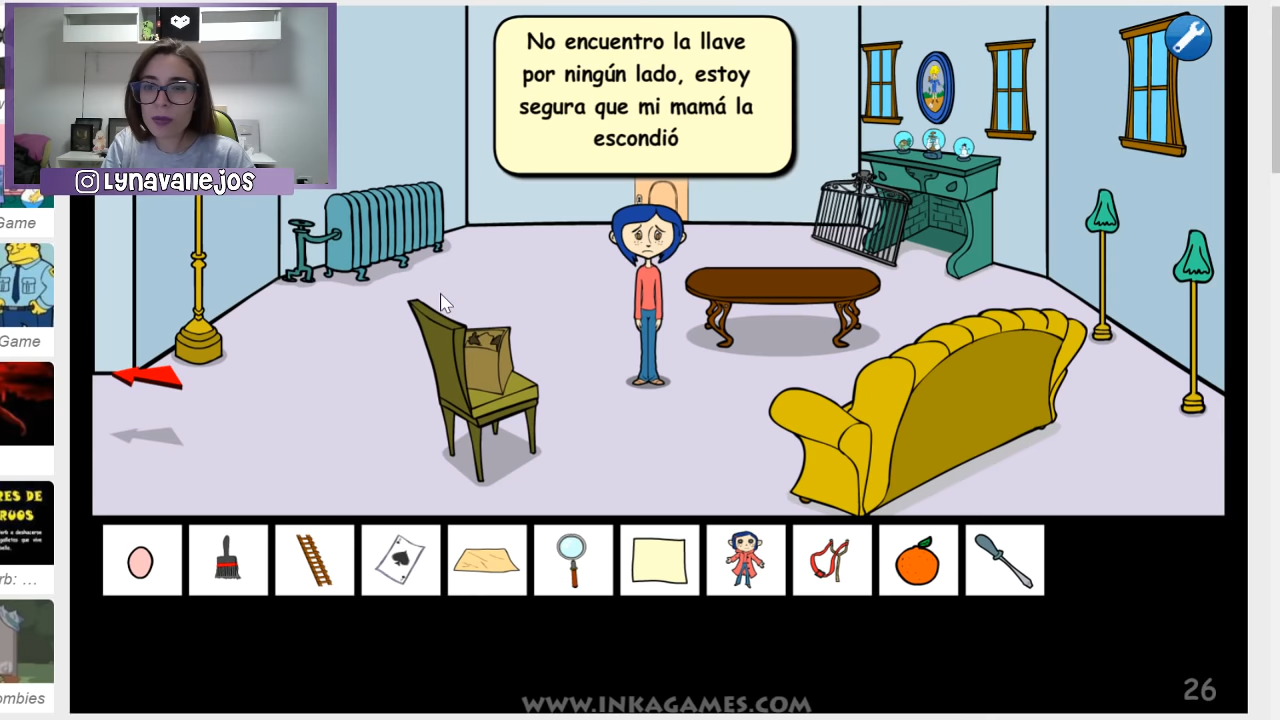 No encuentro la llave
por ningún lado, estoy
segura que mi mamá la
escondió
LYNAVALLEJOS
Game
Game
RES DE
RUOS
rb: ...
ombies
WWW.INKAGAMES.COM
26